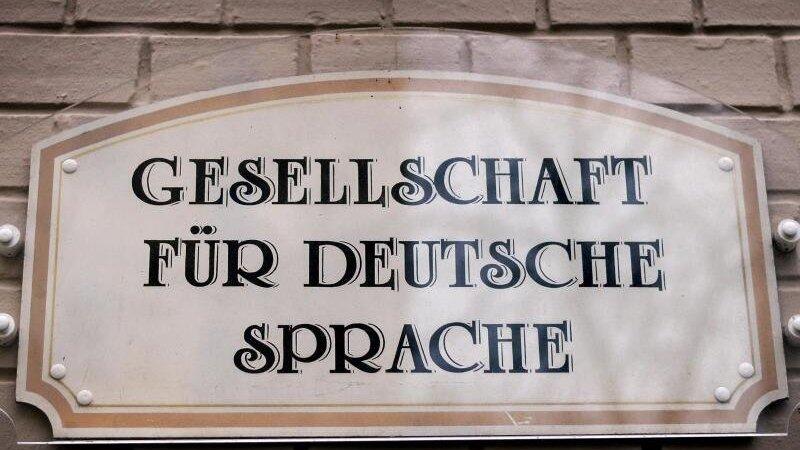 GESELLSCHAFT
FÜR DEUTSCHE
SPRACHE